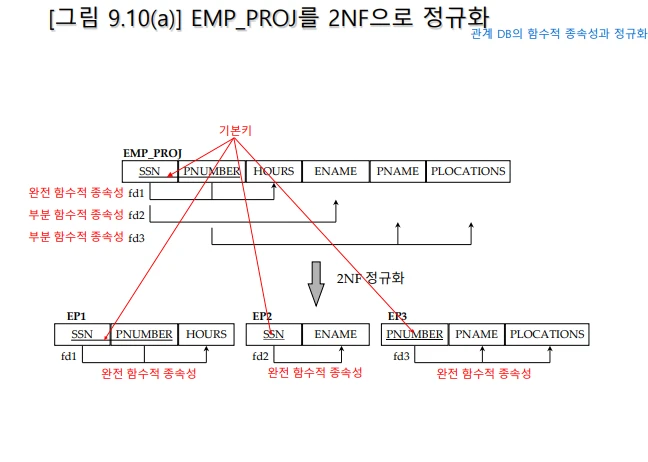 [그림 9.10(a)] EMP_PROJ를 2NF으로 정규화
관계 DB의 함수적 종속성과 정규화
기본키
EMP_PROJ
SSN PNUMBER HOURS ENAME PNAME PLOCATIONS
완전 함수적 종속성 fd1
부분 함수적 종속성 fd2
부분 함수적 종속성 fd3
2NF 정규화
EP1 EP2 EP3
SSN PNUMBER HOURS SSN ENAME PNUMBER PNAME PLOCATIONS
fd1 fd2 fd3
완전 함수적 종속성 완전 함수적 종속성 완전 함수적 종속성